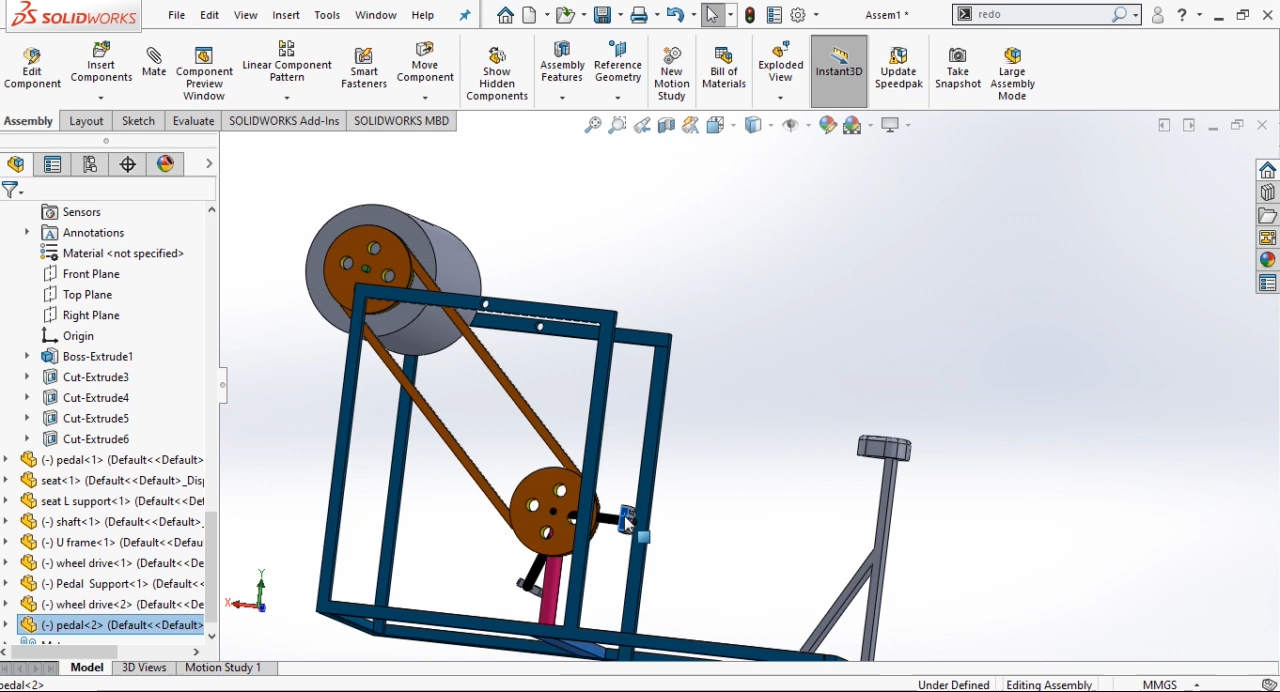 SOLIDWORKS
File Edit View Insert Tools Window Help
Assem1 *
redo
Edit Component
Insert Components
Mate
Component Preview Window
Linear Component Pattern
Smart Fasteners
Move Component
Show Hidden Components
Assembly Features
Reference Geometry
New Motion Study
Bill of Materials
Exploded View
Instant3D
Update Speedpak
Take Snapshot
Large Assembly Mode
Assembly Layout Sketch Evaluate SOLIDWORKS Add-Ins SOLIDWORKS MBD
Sensors
Annotations
Material <not specified>
Front Plane
Top Plane
Right Plane
Origin
Boss-Extrude1
Cut-Extrude3
Cut-Extrude4
Cut-Extrude5
Cut-Extrude6
(-) pedal<1> (Default<<Default>
seat<1> (Default<<Default>_Disp
seat L support<1> (Default<<Def
(-) shaft<1> (Default<<Default>_
(-) U frame<1> (Default<<Defau
(-) wheel drive<1> (Default<<De
(-) Pedal Support<1> (Default<<
(-) wheel drive<2> (Default<<De
(-) pedal<2> (Default<<Default>
Y
X
Model 3D Views Motion Study 1
pedal<2>
Under Defined Editing Assembly MMGS